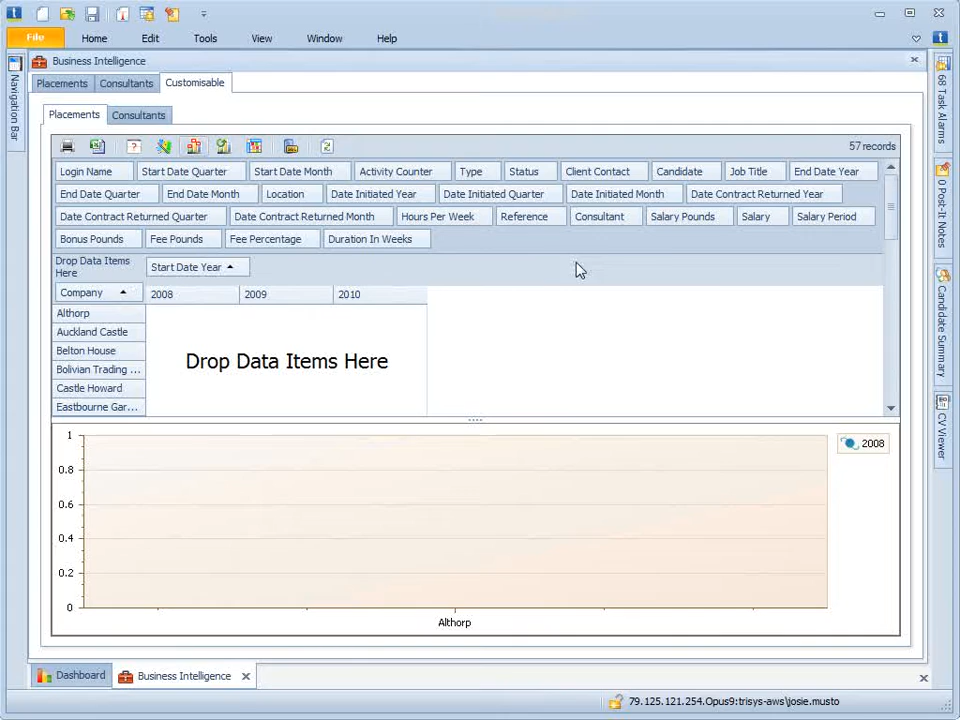 File Home Edit Tools View Window Help
Business Intelligence
Placements Consultants Customisable
Placements Consultants
57 records
Login Name Start Date Quarter Start Date Month Activity Counter Type Status Client Contact Candidate Job Title End Date Year
End Date Quarter End Date Month Location Date Initiated Year Date Initiated Quarter Date Initiated Month Date Contract Returned Year
Date Contract Returned Quarter Date Contract Returned Month Hours Per Week Reference Consultant Salary Pounds Salary Salary Period
Bonus Pounds Fee Pounds Fee Percentage Duration In Weeks
Drop Data Items
Here
Start Date Year
Company 2008 2009 2010
Althorp
Auckland Castle
Belton House
Bolivian Trading ...
Castle Howard
Eastbourne Gar...
Drop Data Items Here
1
0.8
0.6
0.4
0.2
0
Althorp
2008
Navigation Bar
68 Task Alarms
0 Post-It Notes
Candidate Summary
CV Viewer
Dashboard Business Intelligence
79.125.121.254.Opus9:trisys-aws\josie.musto